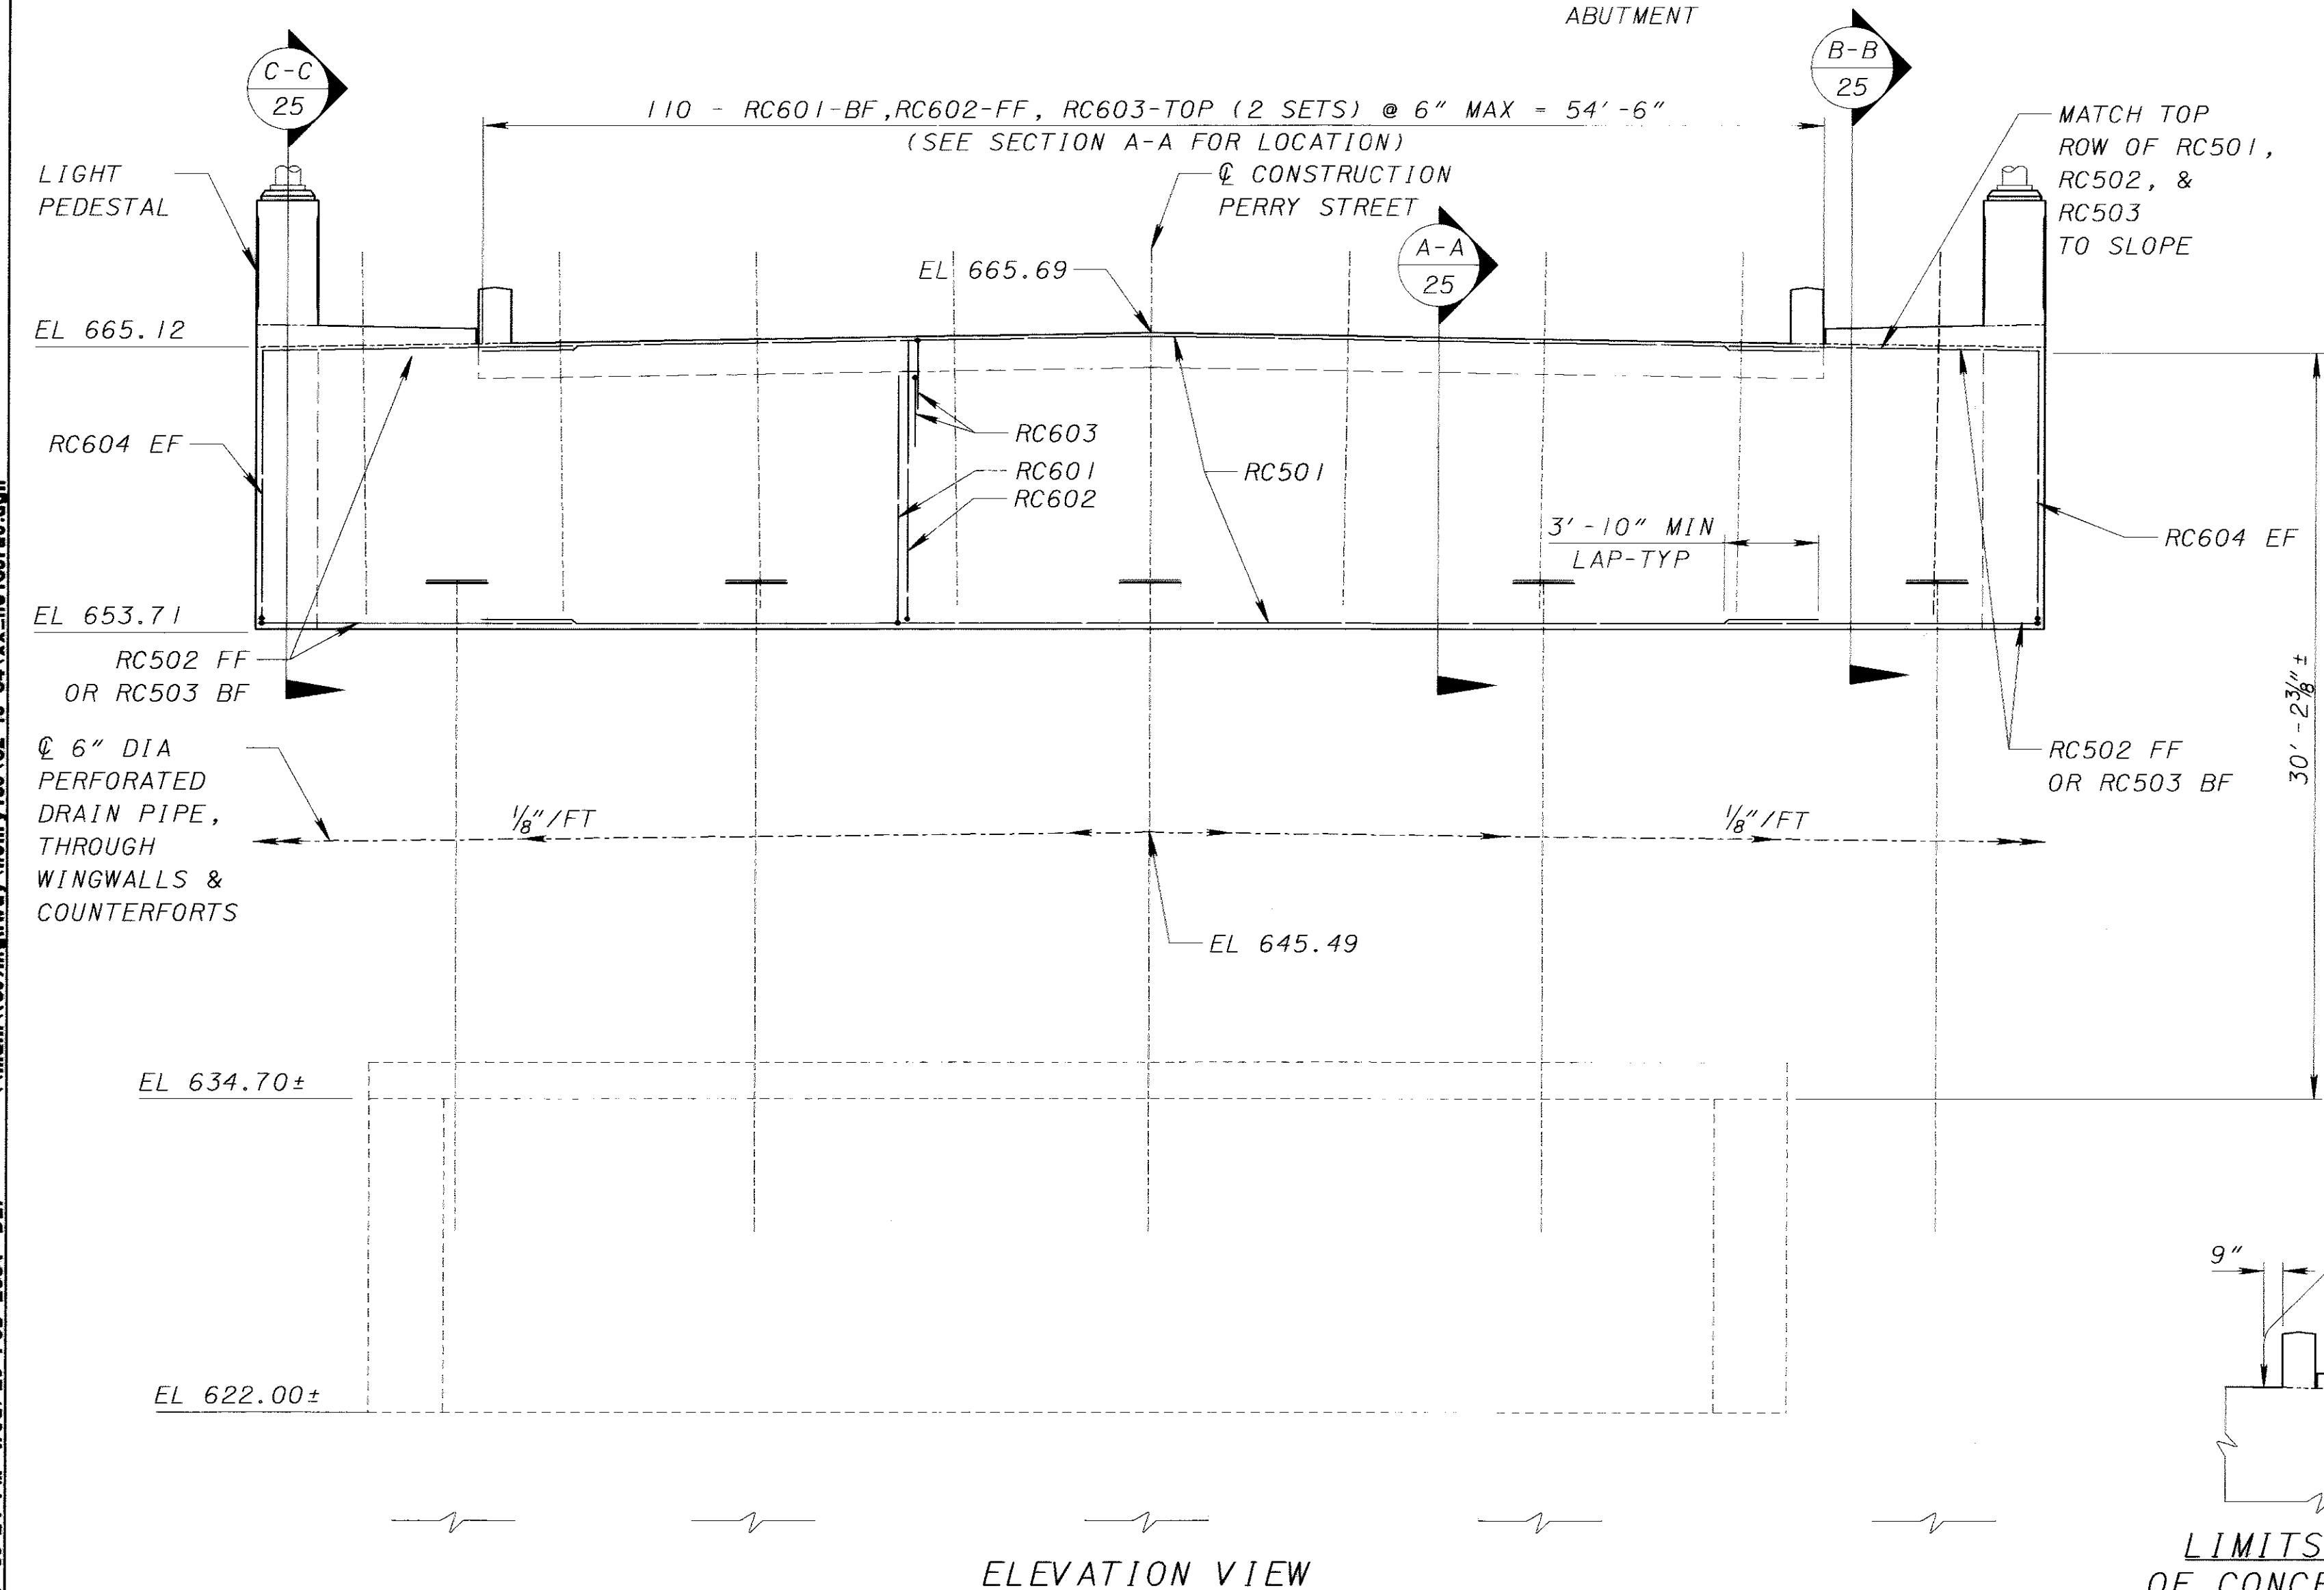 ABUTMENT
C-C
25
B-B
25
110 - RC601-BF,RC602-FF, RC603-TOP (2 SETS) @ 6" MAX = 54'-6"
(SEE SECTION A-A FOR LOCATION)
MATCH TOP
ROW OF RC501,
RC502, &
RC503
TO SLOPE
LIGHT
PEDESTAL
℄ CONSTRUCTION
PERRY STREET
A-A
25
EL 665.69
EL 665.12
RC604 EF
RC603
RC601
RC602
RC501
3'-10" MIN
LAP-TYP
RC604 EF
EL 653.71
RC502 FF
OR RC503 BF
30'-2 3/8"±
℄ 6" DIA
PERFORATED
DRAIN PIPE,
THROUGH
WINGWALLS &
COUNTERFORTS
1/8"/FT
1/8"/FT
RC502 FF
OR RC503 BF
EL 645.49
EL 634.70±
9"
EL 622.00±
ELEVATION VIEW
LIMITS
OF CONCR